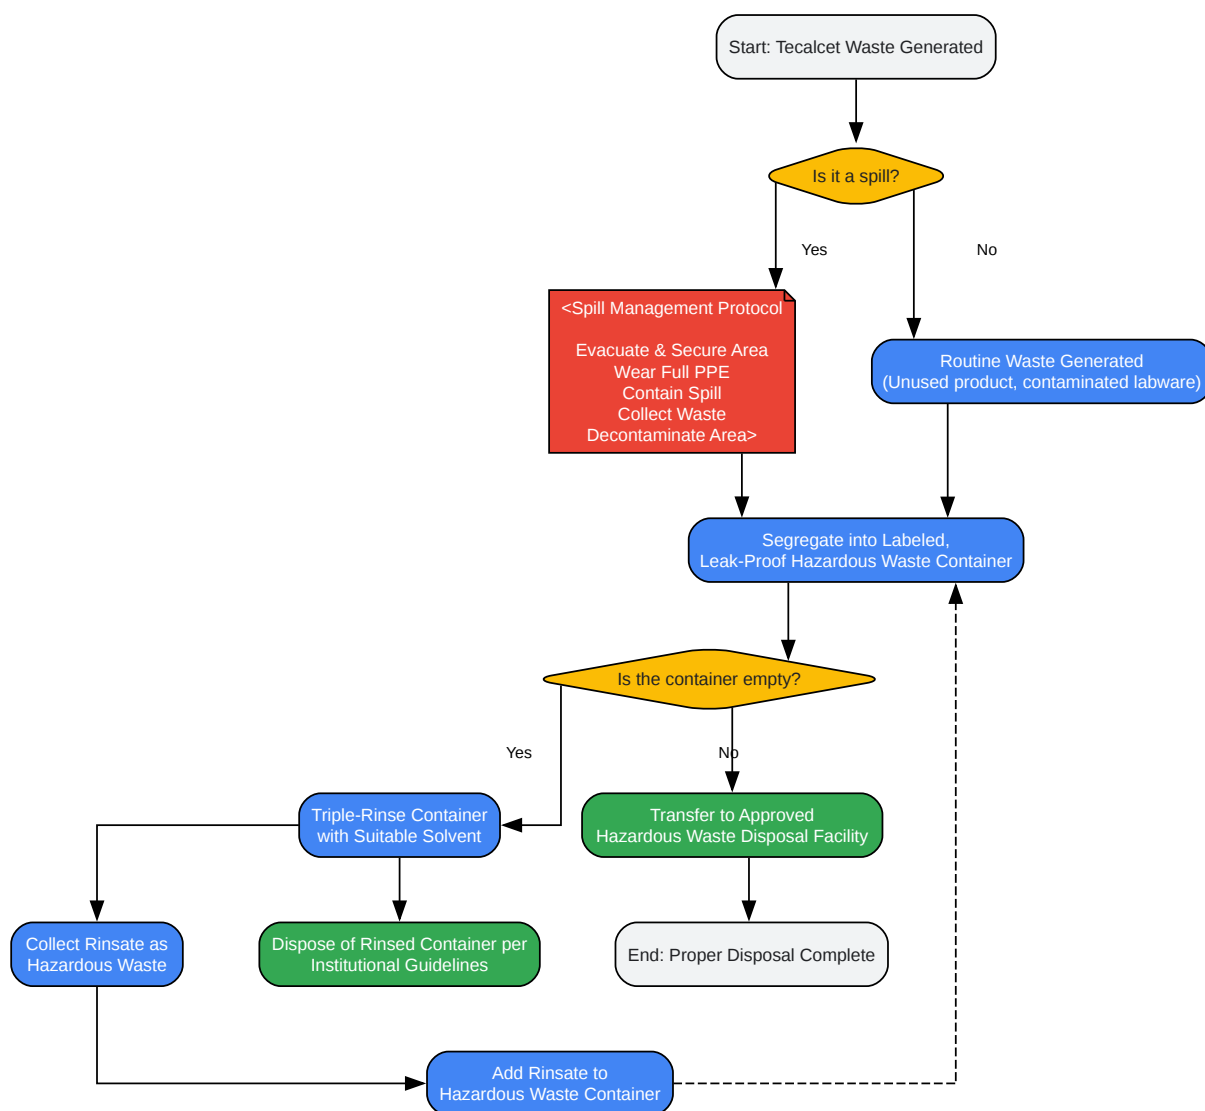 Start: Tecalcet Waste Generated
Is it a spill?
Yes
No
<Spill Management Protocol
Evacuate & Secure Area
Wear Full PPE
Contain Spill
Collect Waste
Decontaminate Area>
Routine Waste Generated
(Unused product, contaminated labware)
Segregate into Labeled,
Leak-Proof Hazardous Waste Container
Is the container empty?
Yes
No
Triple-Rinse Container
with Suitable Solvent
Transfer to Approved
Hazardous Waste Disposal Facility
Collect Rinsate as
Hazardous Waste
Dispose of Rinsed Container per
Institutional Guidelines
End: Proper Disposal Complete
Add Rinsate to
Hazardous Waste Container